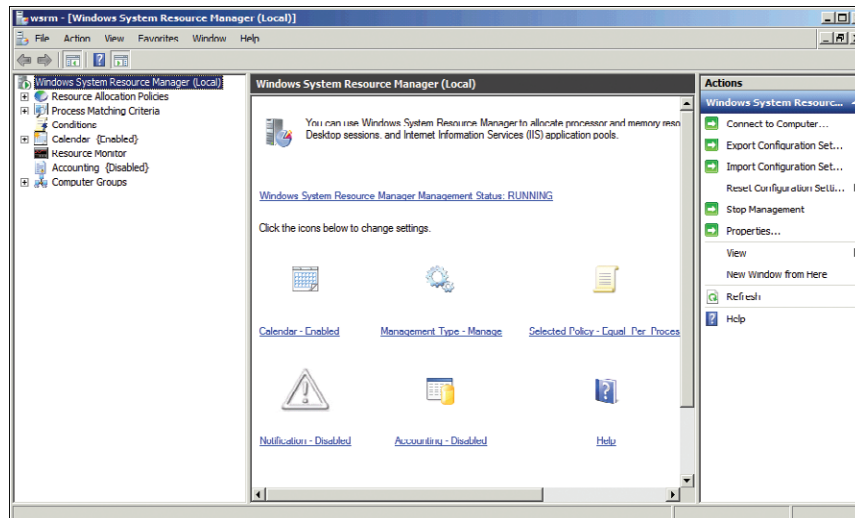 wsrm - [Windows System Resource Manager (Local)]
File Action View Favorites Window Help
Windows System Resource Manager (Local)
Resource Allocation Policies
Process Matching Criteria
Conditions
Calendar {Enabled}
Resource Monitor
Accounting {Disabled}
Computer Groups
Windows System Resource Manager (Local)
You can use Windows System Resource Manager to allocate processor and memory reso
Desktop sessions, and Internet Information Services (IIS) application pools.
Windows System Resource Manager Management Status: RUNNING
Click the icons below to change settings.
Calendar - Enabled
Management Type - Manage
Selected Policy - Equal_Per_Proces
Notification - Disabled
Accounting - Disabled
Help
Actions
Windows System Resourc...
Connect to Computer...
Export Configuration Set...
Import Configuration Set...
Reset Configuration Setti...
Stop Management
Properties...
View
New Window from Here
Refresh
Help